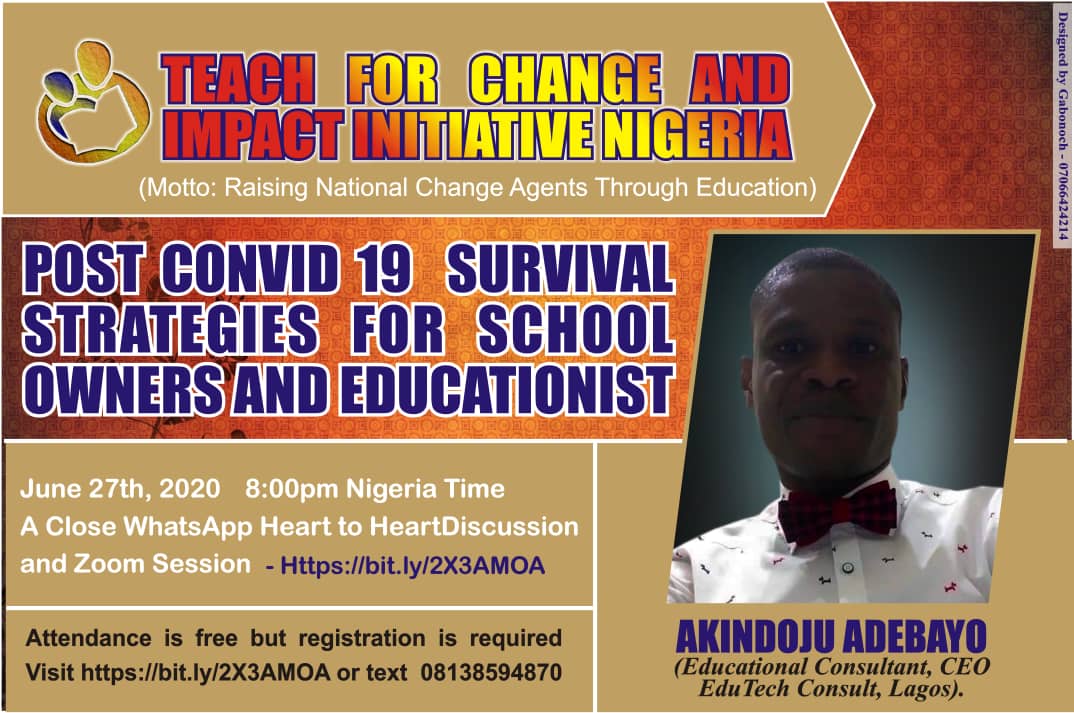 TEACH FOR CHANGE AND
IMPACT INITIATIVE NIGERIA
(Motto: Raising National Change Agents Through Education)
Designed by Gabonoch - 07066424214
POST CONVID 19 SURVIVAL
STRATEGIES FOR SCHOOL
OWNERS AND EDUCATIONIST
June 27th, 2020 8:00pm Nigeria Time
A Close WhatsApp Heart to HeartDiscussion
and Zoom Session - Https://bit.ly/2X3AMOA
Attendance is free but registration is required
Visit https://bit.ly/2X3AMOA or text 08138594870
AKINDOJU ADEBAYO
(Educational Consultant, CEO
EduTech Consult, Lagos).